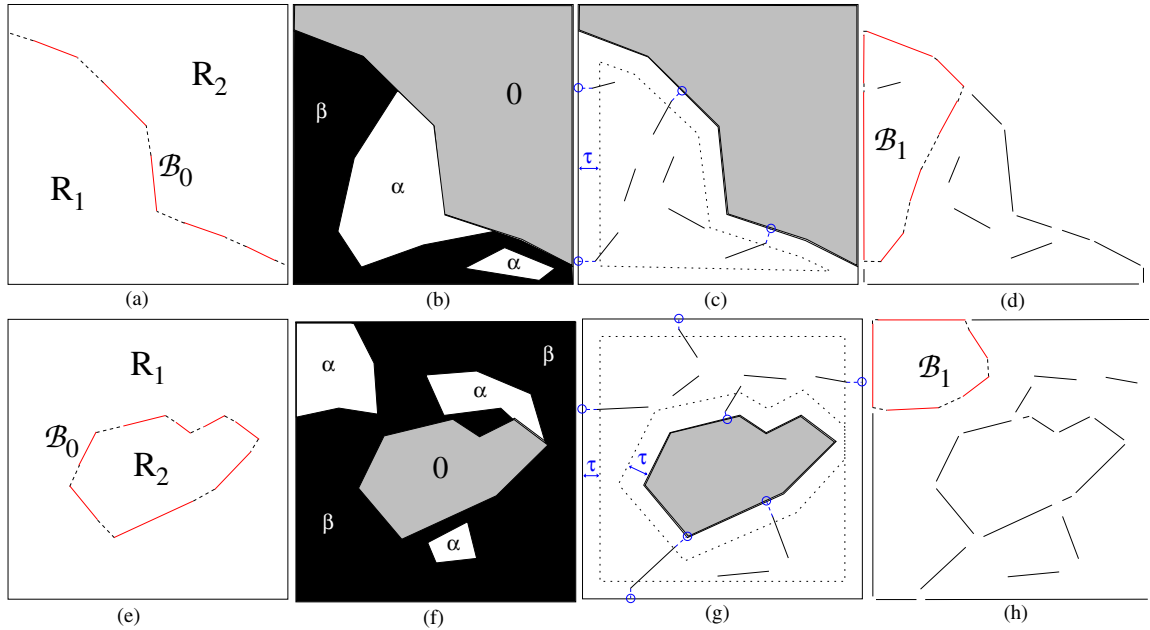 R2
β
0
ℬ0
τ
ℬ1
R1
α
α
(a) (b) (c) (d)
R1
α
β
ℬ1
α
ℬ0
R2
0
τ
τ
β
α
(e) (f) (g) (h)